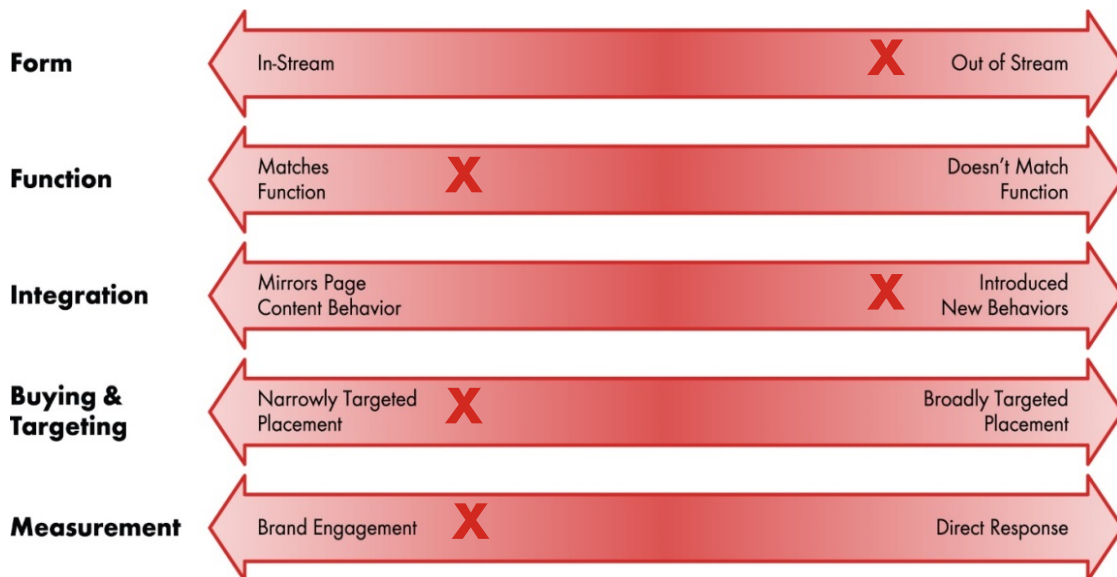 Form
In-Stream
X
Out of Stream
Function
Matches
Function
X
Doesn't Match
Function
Integration
Mirrors Page
Content Behavior
X
Introduced
New Behaviors
Buying &
Targeting
Narrowly Targeted
Placement
X
Broadly Targeted
Placement
Measurement
Brand Engagement
X
Direct Response